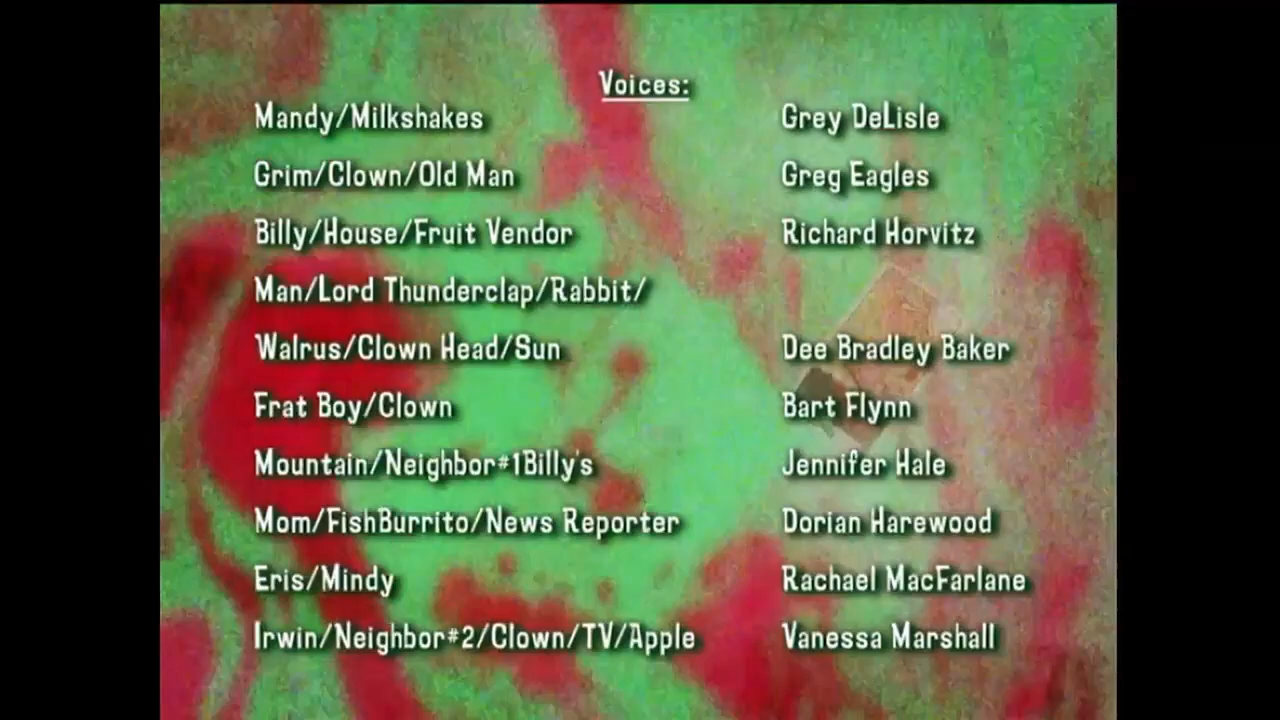 Voices:
Mandy/Milkshakes Grey DeLisle
Grim/Clown/Old Man Greg Eagles
Billy/House/Fruit Vendor Richard Horvitz
Man/Lord Thunderclap/Rabbit/
Walrus/Clown Head/Sun Dee Bradley Baker
Frat Boy/Clown Bart Flynn
Mountain/Neighbor#1Billy's Jennifer Hale
Mom/FishBurrito/News Reporter Dorian Harewood
Eris/Mindy Rachael MacFarlane
Irwin/Neighbor#2/Clown/TV/Apple Vanessa Marshall